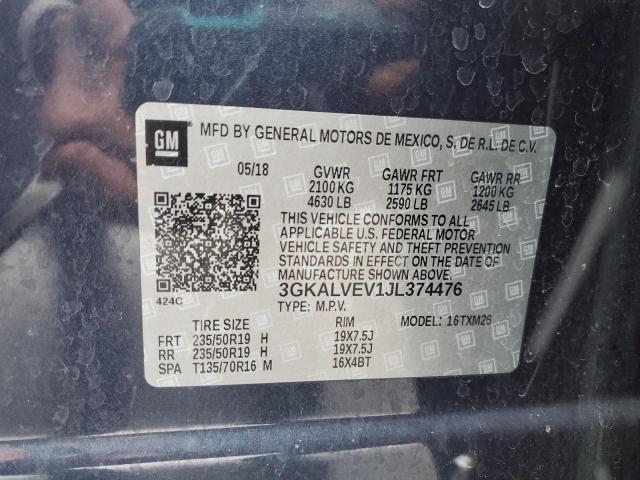 GM MFD BY GENERAL MOTORS DE MEXICO, S. DE R.L. DE C.V.
05/18 GVWR GAWR FRT GAWR RR
2100 KG 1175 KG 1200 KG
4630 LB 2590 LB 2645 LB
THIS VEHICLE CONFORMS TO ALL
APPLICABLE U.S. FEDERAL MOTOR
VEHICLE SAFETY AND THEFT PREVENTION
STANDARDS IN EFFECT ON THE DATE OF
MANUFACTURE SHOWN ABOVE.
424C 3GKALVEV1JL374476
TYPE: M.P.V. MODEL: 16TXM26
TIRE SIZE RIM
FRT 235/50R19 H 19X7.5J
RR 235/50R19 H 19X7.5J
SPA T135/70R16 M 16X4BT